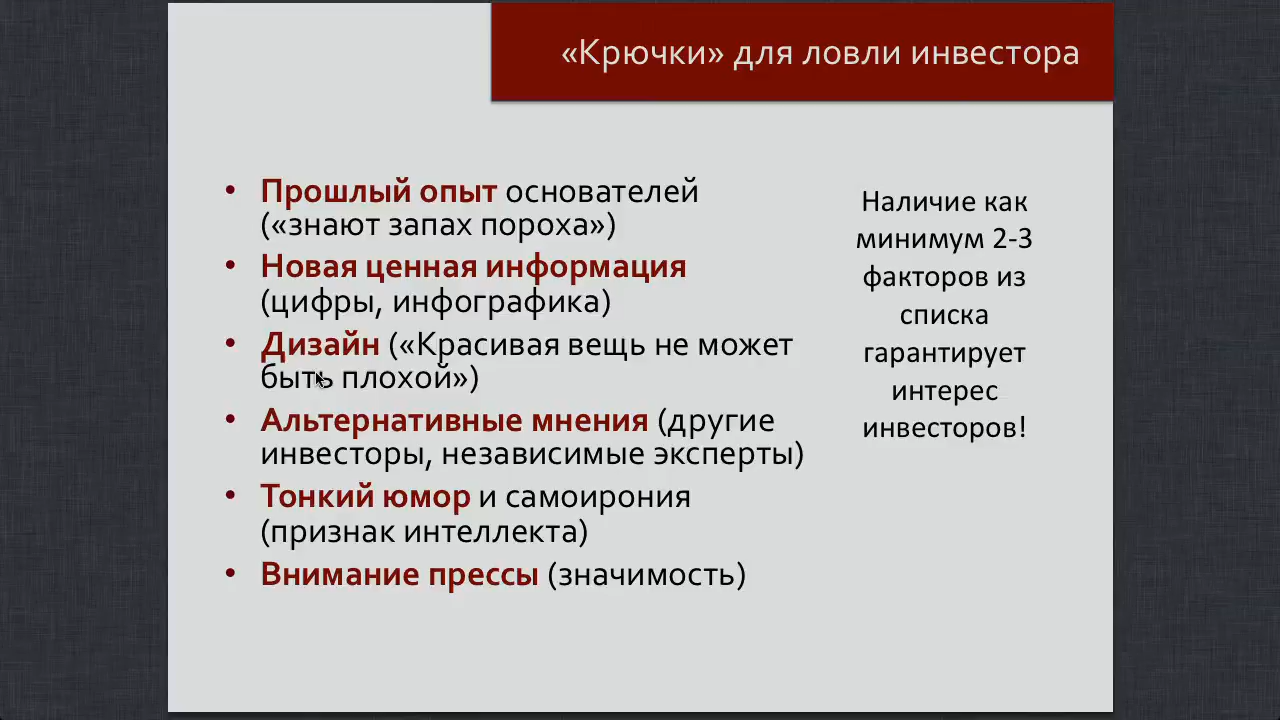 «Крючки» для ловли инвестора
• Прошлый опыт основателей
(«знают запах пороха»)
• Новая ценная информация
(цифры, инфографика)
• Дизайн («Красивая вещь не может
быть плохой»)
• Альтернативные мнения (другие
инвесторы, независимые эксперты)
• Тонкий юмор и самоирония
(признак интеллекта)
• Внимание прессы (значимость)
Наличие как
минимум 2-3
факторов из
списка
гарантирует
интерес
инвесторов!